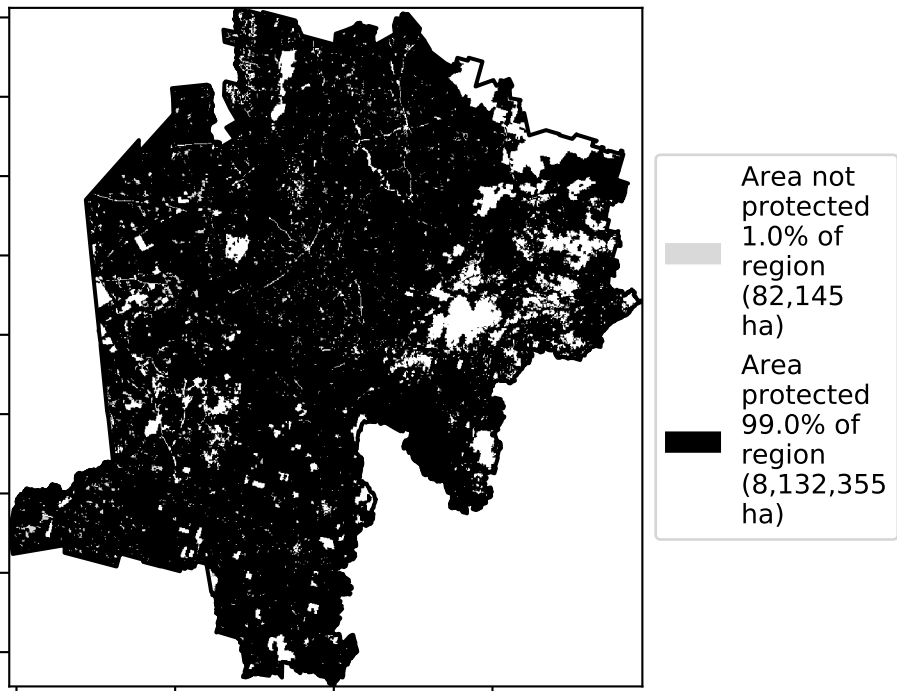 Area not
protected
1.0% of
region
(82,145
ha)
Area
protected
99.0% of
region
(8,132,355
ha)